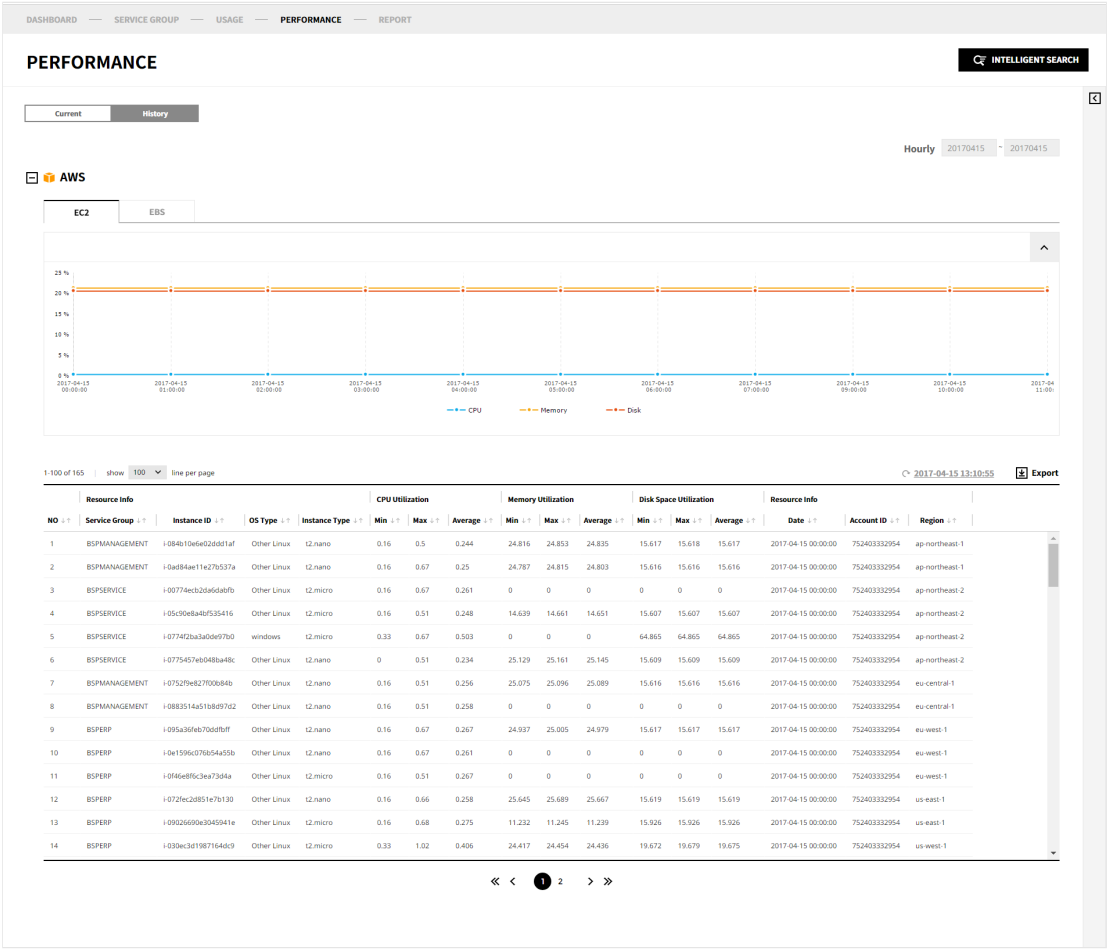 DASHBOARD — SERVICE GROUP — USAGE — PERFORMANCE — REPORT
PERFORMANCE
INTELLIGENT SEARCH
Current History
Hourly 20170415 ~ 20170415
AWS
EC2 EBS
25 %
20 %
15 %
10 %
5 %
0 %
2017-04-15 2017-04-15 2017-04-15 2017-04-15 2017-04-15 2017-04-15 2017-04-15 2017-04-15 2017-04-15 2017-04-15 2017-04
00:00:00 01:00:00 02:00:00 03:00:00 04:00:00 05:00:00 06:00:00 07:00:00 09:00:00 10:00:00 11:00:
CPU Memory Disk
1-100 of 165 | show 100 line per page 2017-04-15 13:10:55 Export
Resource Info CPU Utilization Memory Utilization Disk Space Utilization Resource Info
NO ↓↑ Service Group ↓↑ Instance ID ↓↑ OS Type ↓↑ Instance Type ↓↑ Min ↓↑ Max ↓↑ Average ↓↑ Min ↓↑ Max ↓↑ Average ↓↑ Min ↓↑ Max ↓↑ Average ↓↑ Date ↓↑ Account ID ↓↑ Region ↓↑
1 BSPMANAGEMENT i-084b10e6e02ddd1af Other Linux t2.nano 0.16 0.5 0.244 24.816 24.853 24.835 15.617 15.618 15.617 2017-04-15 00:00:00 752403332954 ap-northeast-1
2 BSPMANAGEMENT i-0ad84ae11e27b537a Other Linux t2.nano 0.16 0.67 0.25 24.787 24.815 24.803 15.616 15.616 15.616 2017-04-15 00:00:00 752403332954 ap-northeast-1
3 BSPSERVICE i-00774ecb2da6dabfb Other Linux t2.micro 0.16 0.67 0.261 0 0 0 0 0 0 2017-04-15 00:00:00 752403332954 ap-northeast-2
4 BSPSERVICE i-05c90e8a4bf535416 Other Linux t2.micro 0.16 0.51 0.248 14.639 14.661 14.651 15.607 15.607 15.607 2017-04-15 00:00:00 752403332954 ap-northeast-2
5 BSPSERVICE i-0774f2ba3a0de97b0 windows t2.micro 0.33 0.67 0.503 0 0 0 64.865 64.865 64.865 2017-04-15 00:00:00 752403332954 ap-northeast-2
6 BSPSERVICE i-0775457eb048ba48c Other Linux t2.nano 0 0.51 0.234 25.129 25.161 25.145 15.609 15.609 15.609 2017-04-15 00:00:00 752403332954 ap-northeast-2
7 BSPMANAGEMENT i-0752f9e827f00b84b Other Linux t2.nano 0.16 0.51 0.256 25.075 25.096 25.089 15.616 15.616 15.616 2017-04-15 00:00:00 752403332954 eu-central-1
8 BSPMANAGEMENT i-0883514a51b8d97d2 Other Linux t2.nano 0.16 0.51 0.258 0 0 0 0 0 0 2017-04-15 00:00:00 752403332954 eu-central-1
9 BSPERP i-095a36feb70ddfbff Other Linux t2.nano 0.16 0.67 0.267 24.937 25.005 24.979 15.617 15.617 15.617 2017-04-15 00:00:00 752403332954 eu-west-1
10 BSPERP i-0e1596c076b54a55b Other Linux t2.nano 0.16 0.67 0.261 0 0 0 0 0 0 2017-04-15 00:00:00 752403332954 eu-west-1
11 BSPERP i-0f46e8f6c3ea73d4a Other Linux t2.micro 0.16 0.51 0.267 0 0 0 0 0 0 2017-04-15 00:00:00 752403332954 eu-west-1
12 BSPERP i-072fec2d851e7b130 Other Linux t2.nano 0.16 0.66 0.258 25.645 25.689 25.667 15.619 15.619 15.619 2017-04-15 00:00:00 752403332954 us-east-1
13 BSPERP i-09026690e3045941e Other Linux t2.micro 0.16 0.68 0.275 11.232 11.245 11.239 15.926 15.926 15.926 2017-04-15 00:00:00 752403332954 us-east-1
14 BSPERP i-030ec3d1987164dc9 Other Linux t2.micro 0.33 1.02 0.406 24.417 24.454 24.436 19.672 19.679 19.675 2017-04-15 00:00:00 752403332954 us-west-1
1 2